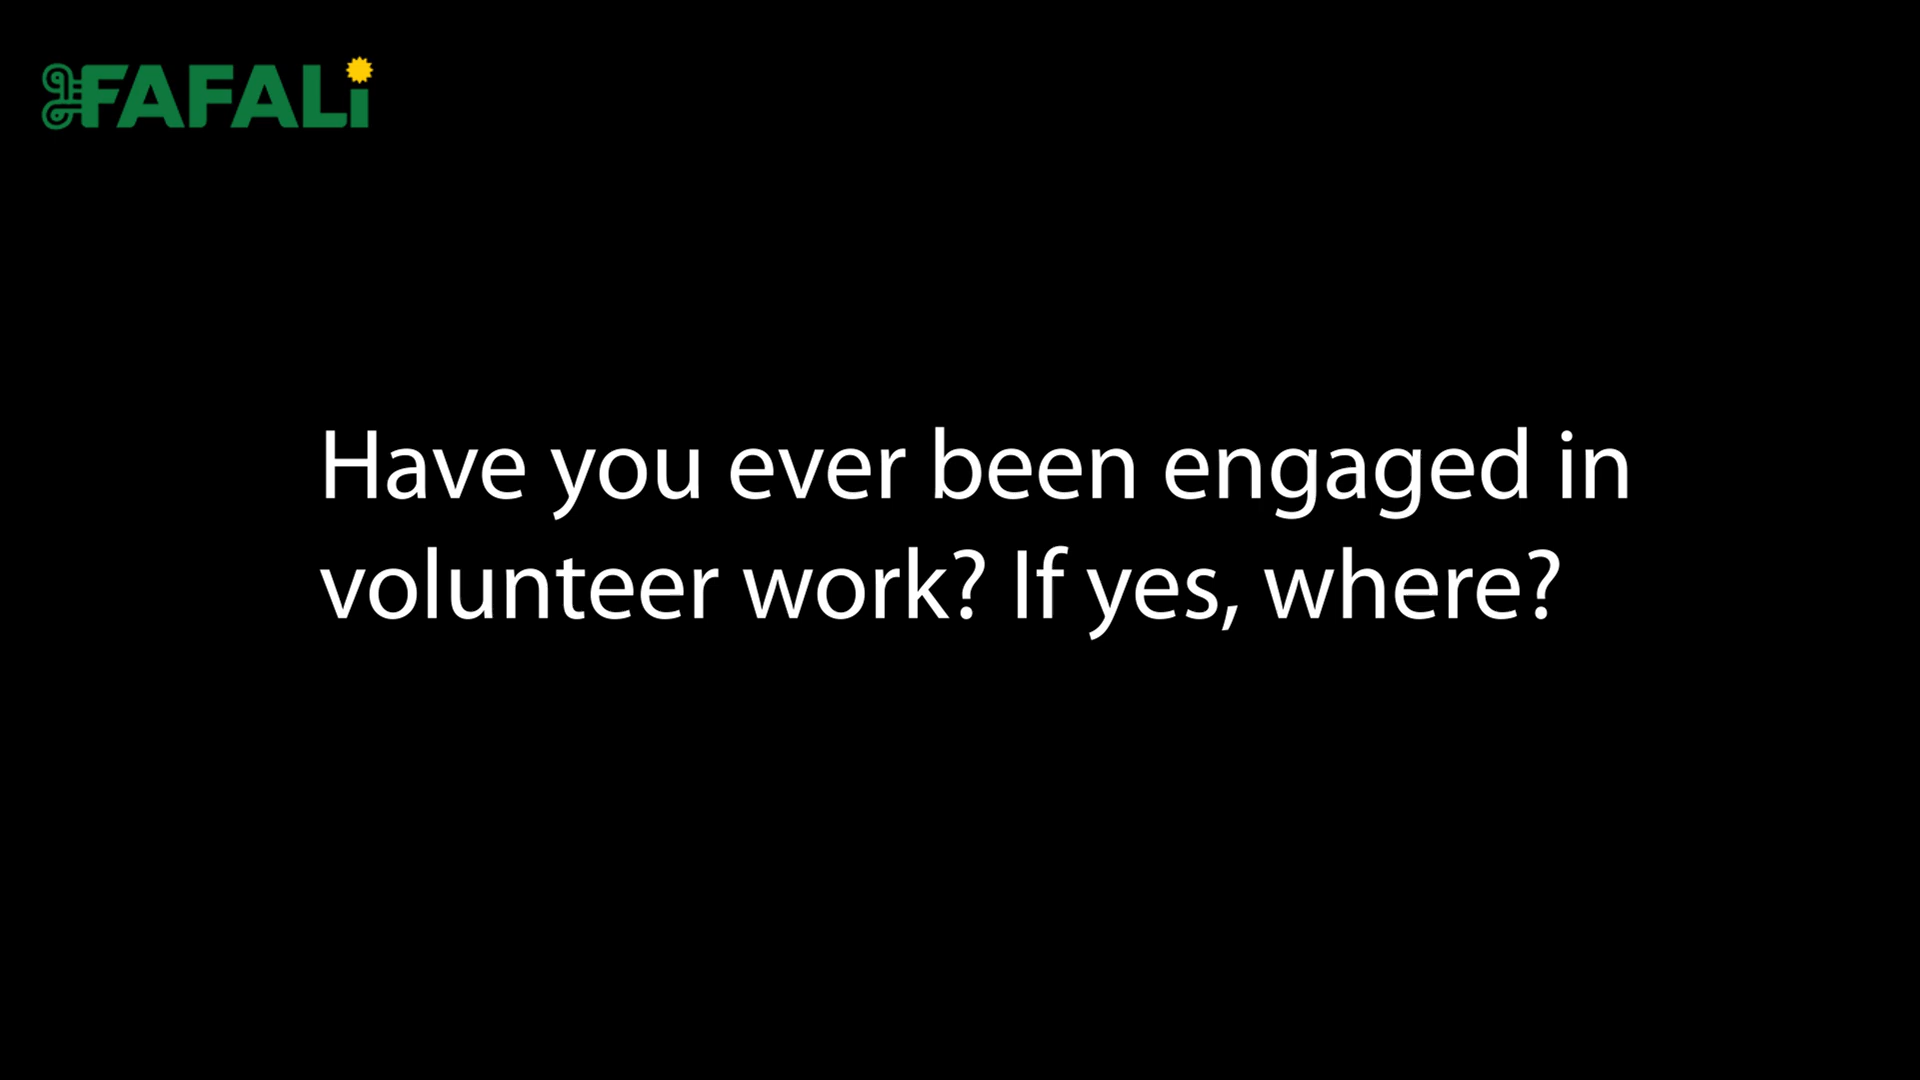 FAFALi
Have you ever been engaged in
volunteer work? If yes, where?